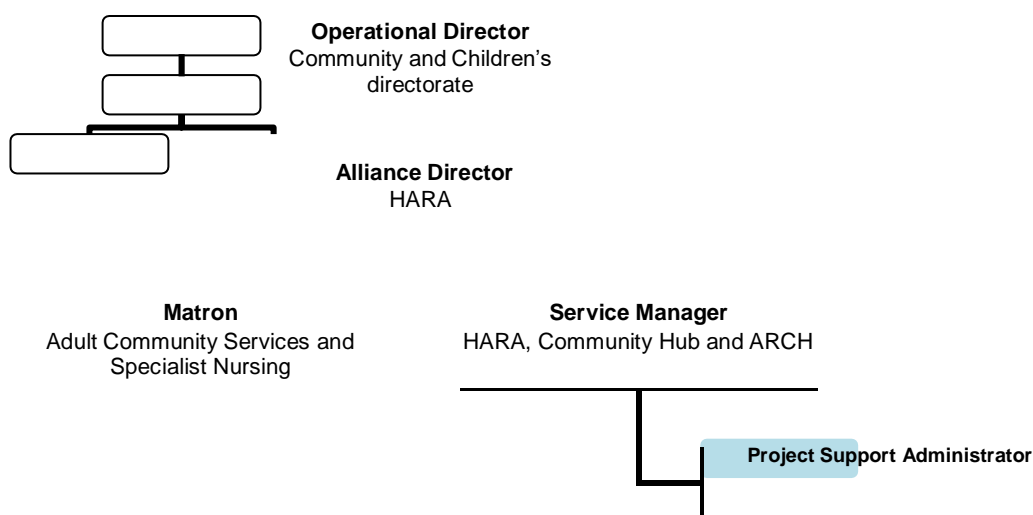 Operational Director
Community and Children's
directorate
Alliance Director
HARA
Matron
Adult Community Services and
Specialist Nursing
Service Manager
HARA, Community Hub and ARCH
Project Support Administrator